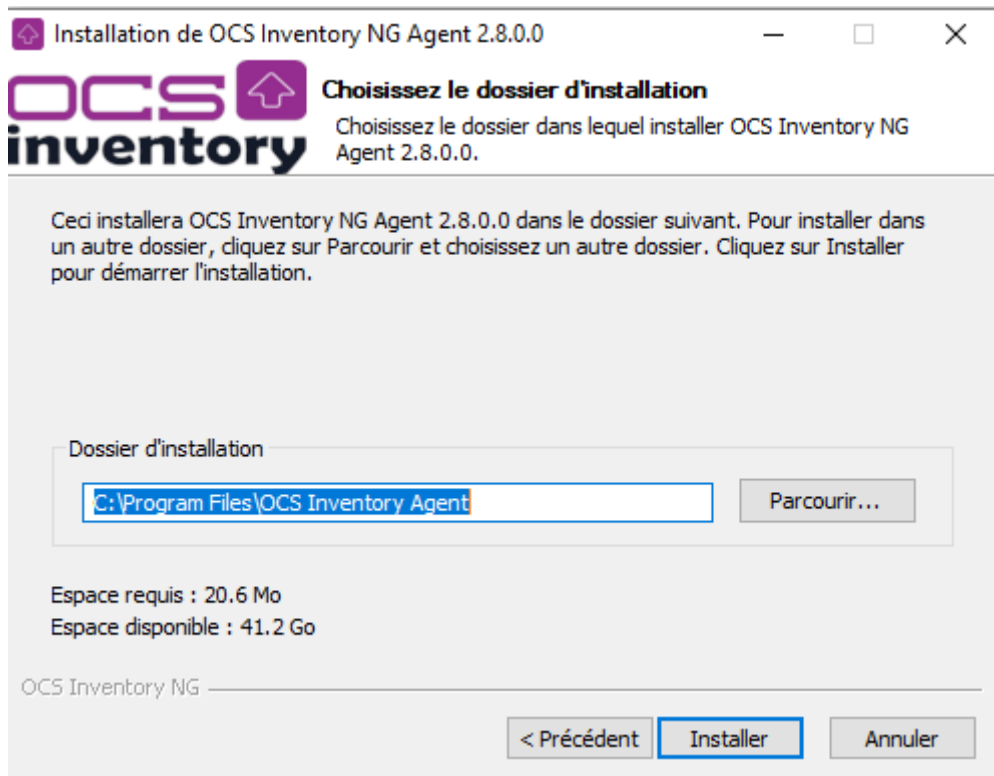 Installation de OCS Inventory NG Agent 2.8.0.0
OCS
inventory
Choisissez le dossier d'installation
Choisissez le dossier dans lequel installer OCS Inventory NG
Agent 2.8.0.0.
Ceci installera OCS Inventory NG Agent 2.8.0.0 dans le dossier suivant. Pour installer dans
un autre dossier, cliquez sur Parcourir et choisissez un autre dossier. Cliquez sur Installer
pour démarrer l'installation.
Dossier d'installation
C:\Program Files\OCS Inventory Agent
Parcourir...
Espace requis : 20.6 Mo
Espace disponible : 41.2 Go
OCS Inventory NG
< Précédent
Installer
Annuler